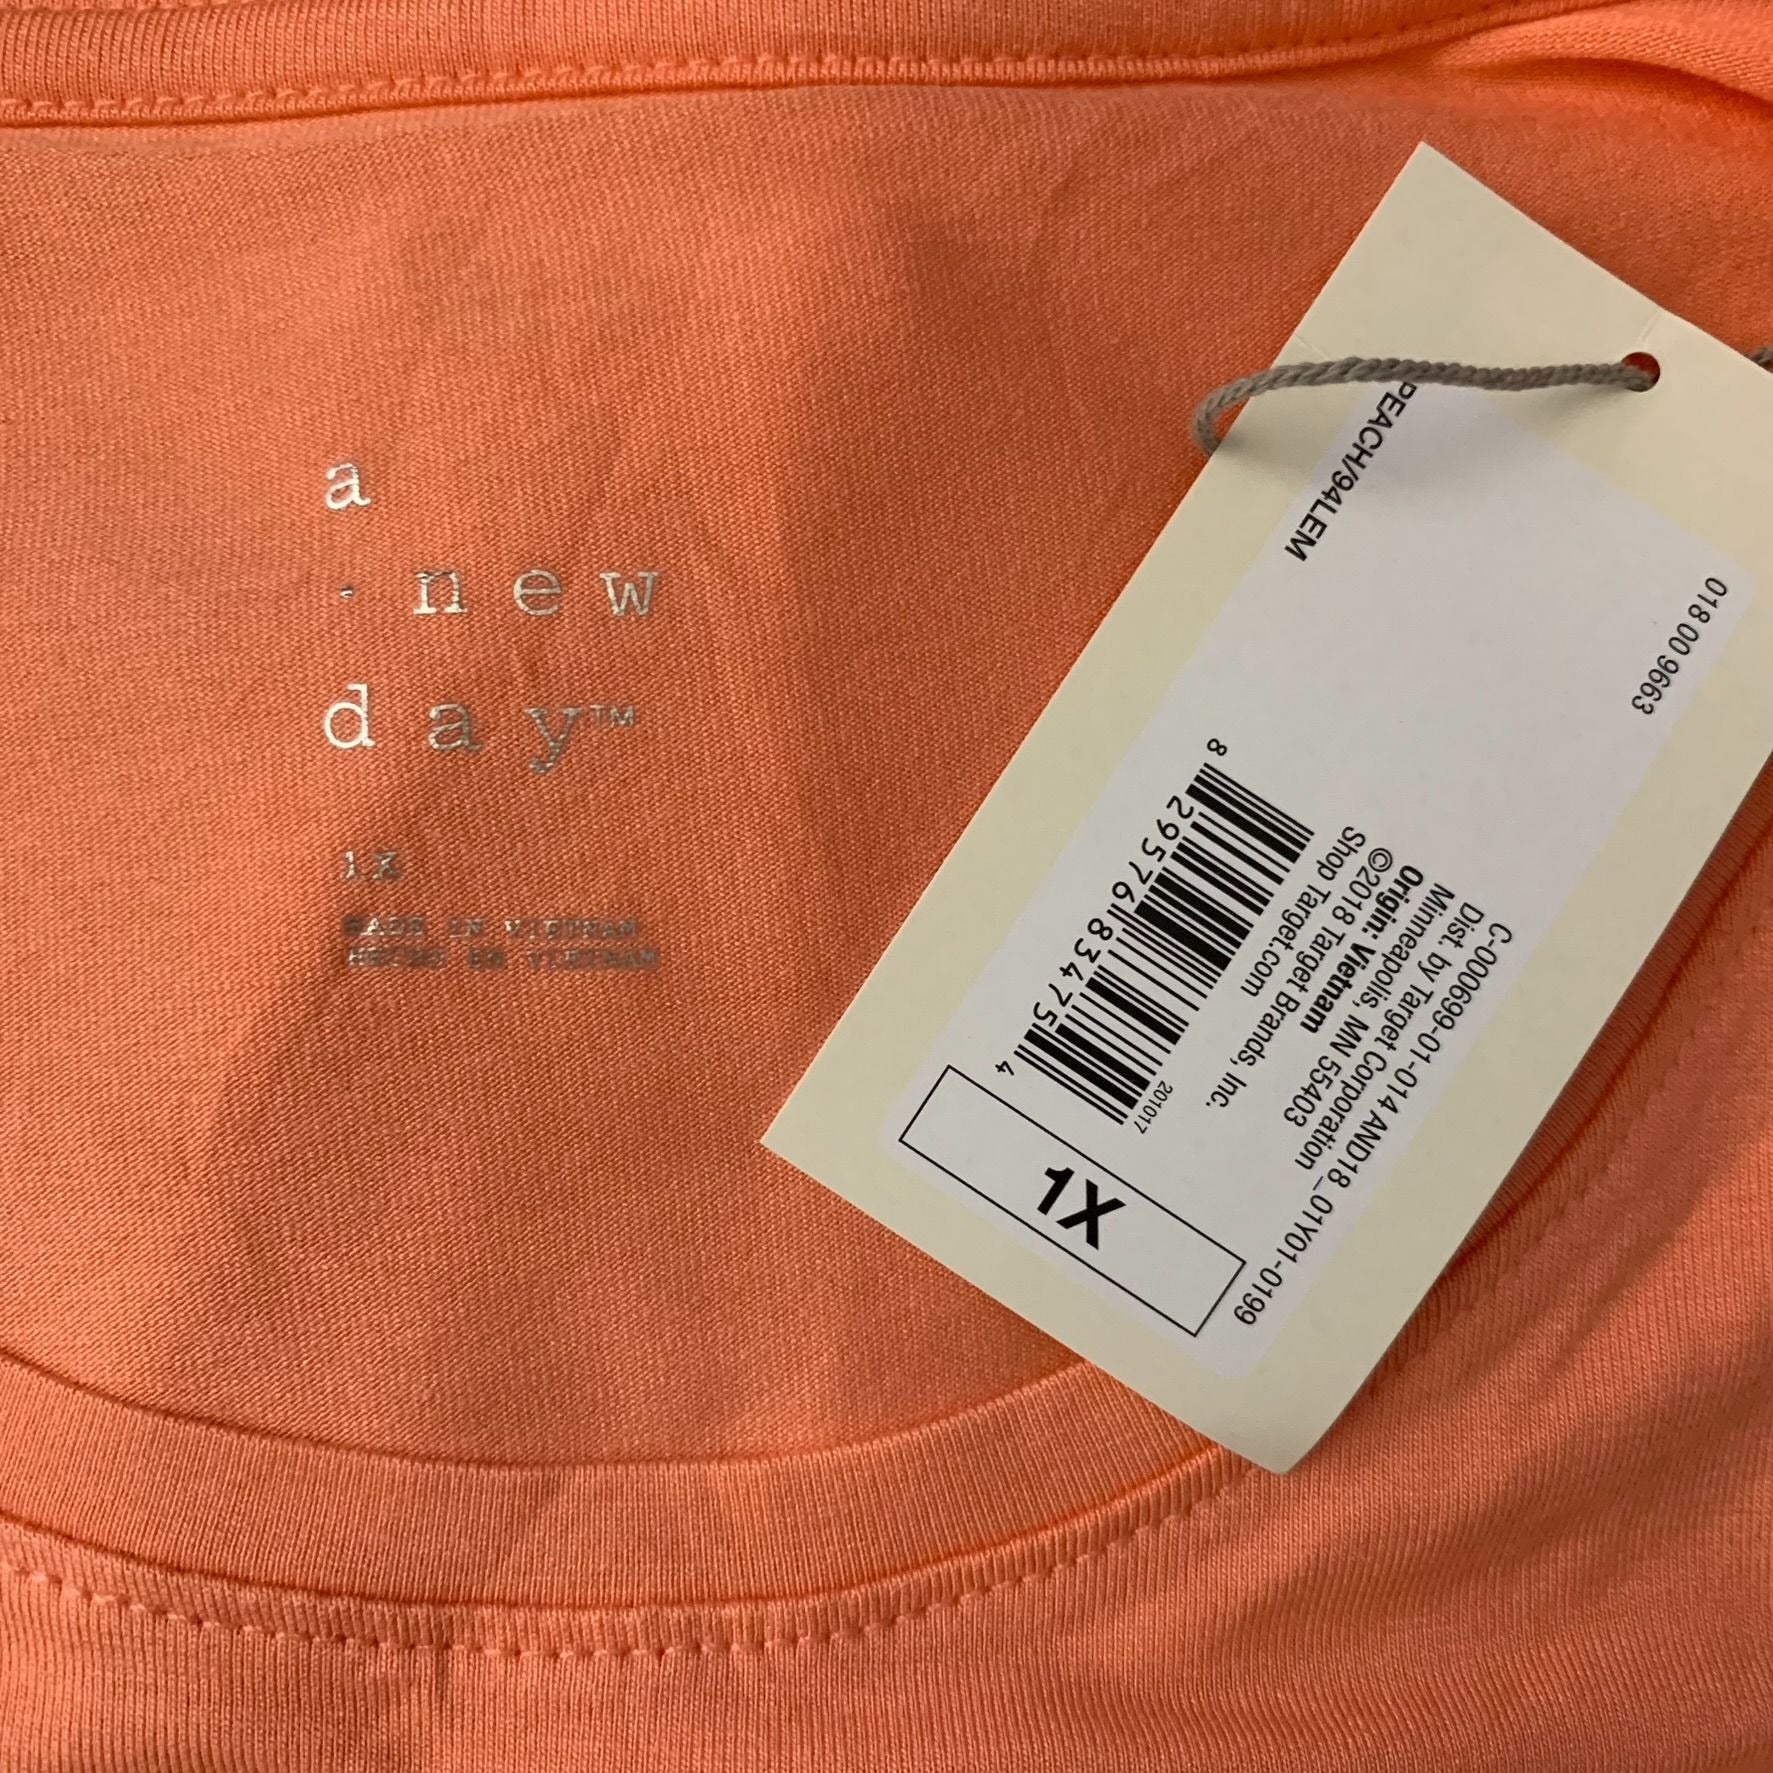 a
· new
day™
1X
MADE IN VIETNAM
HECHO EN VIETNAM
PEACH/94LEM
018 00 9663
8 29576 83475 4
201017
Shop Target.com
©2018 Target Brands, Inc.
Origin: Vietnam
Minneapolis, MN 55403
Dist. by Target Corporation
C-000699-01-014 AND18_01Y01-0199
1X